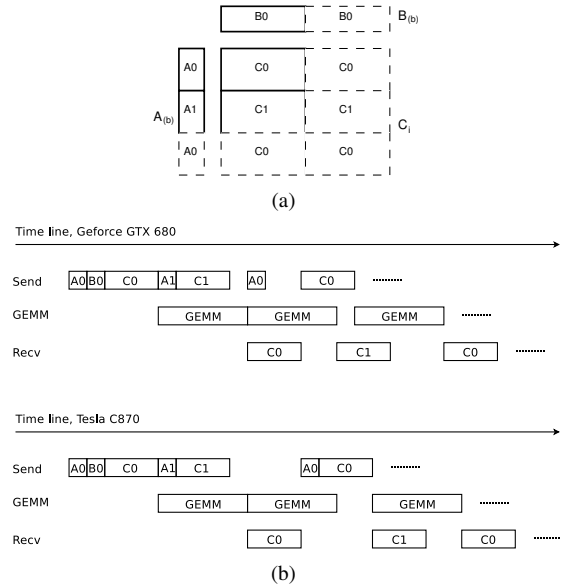 B0 B0 B(b)
A0 C0 C0
A(b) A1 C1 C1 Ci
A0 C0 C0
(a)
Time line, Geforce GTX 680
Send A0 B0 C0 A1 C1 A0 C0 .........
GEMM GEMM GEMM GEMM .........
Recv C0 C1 C0 .........
Time line, Tesla C870
Send A0 B0 C0 A1 C1 A0 C0 .........
GEMM GEMM GEMM GEMM .........
Recv C0 C1 C0 .........
(b)